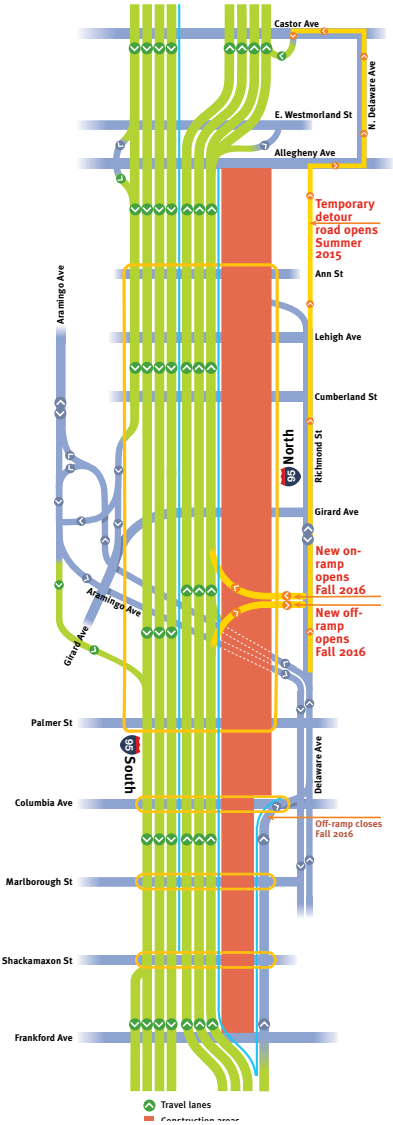 Castor Ave
N. Delaware Ave
E. Westmorland St
Allegheny Ave
Temporary
detour
road opens
Summer
2015
Ann St
Aramingo Ave
Lehigh Ave
Cumberland St
95 North
Richmond St
Girard Ave
New on-
ramp
opens
Fall 2016
Aramingo Ave
New off-
ramp
opens
Fall 2016
Girard Ave
Palmer St
95 South
Delaware Ave
Columbia Ave
Off-ramp closes
Fall 2016
Marlborough St
Shackamaxon St
Frankford Ave
Travel lanes
Construction areas